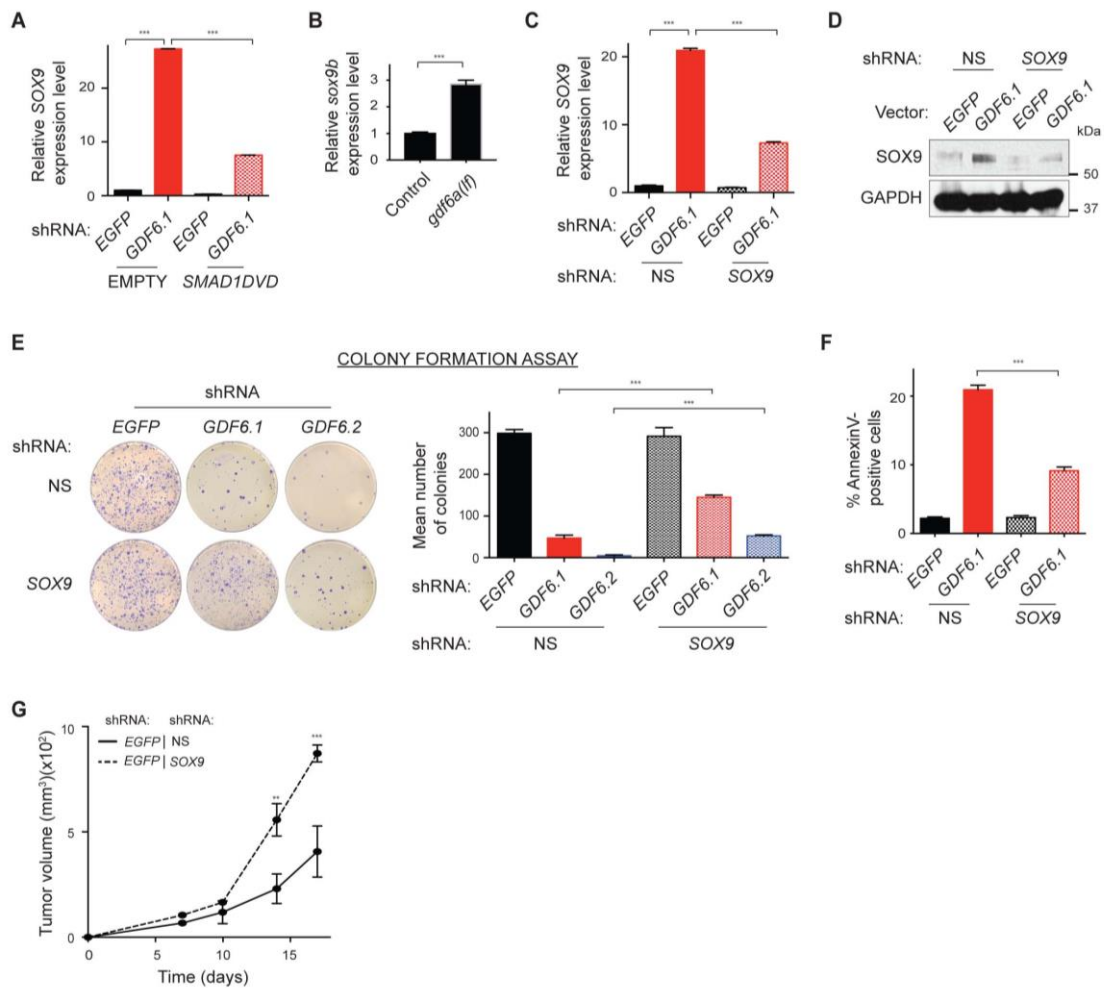 A
Relative SOX9
expression level
20
10
0
***
***
shRNA:
EGFP
GDF6.1
EGFP
GDF6.1
EMPTY
SMAD1DVD
B
Relative sox9b
expression level
3
2
1
0
***
Control
gdf6a(lf)
C
Relative SOX9
expression level
20
10
0
***
***
shRNA:
EGFP
GDF6.1
EGFP
GDF6.1
shRNA:
NS
SOX9
D
shRNA:
NS
SOX9
Vector:
EGFP
GDF6.1
EGFP
GDF6.1
kDa
SOX9
50
GAPDH
37
E
COLONY FORMATION ASSAY
shRNA
EGFP
GDF6.1
GDF6.2
shRNA:
NS
SOX9
Mean number
of colonies
300
200
100
0
***
***
shRNA:
EGFP
GDF6.1
GDF6.2
EGFP
GDF6.1
GDF6.2
shRNA:
NS
SOX9
F
% AnnexinV-
positive cells
20
10
0
***
shRNA:
EGFP
GDF6.1
EGFP
GDF6.1
shRNA:
NS
SOX9
G
Tumor volume (mm³)(x10²)
10
5
0
shRNA: shRNA:
EGFP | NS
EGFP | SOX9
**
***
0 5 10 15
Time (days)